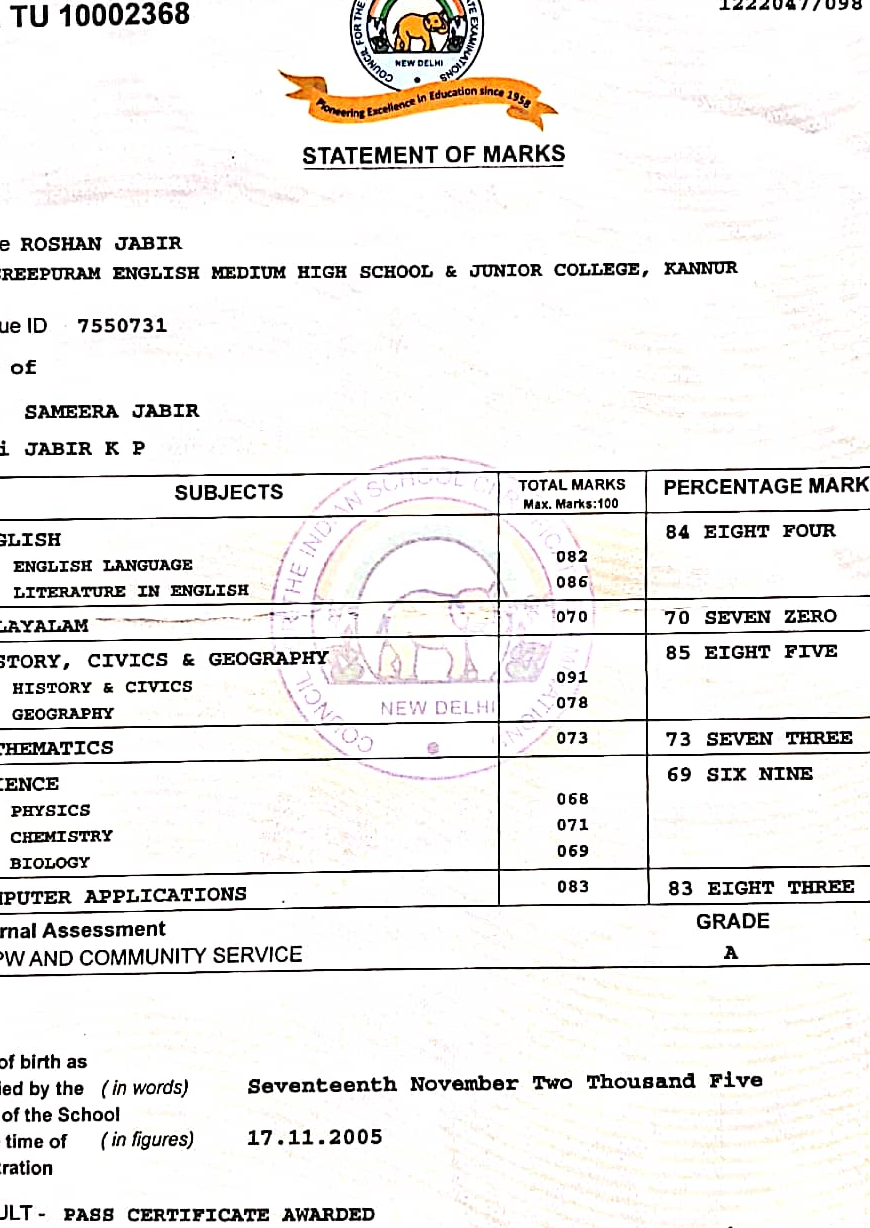 TU 10002368
12220477098
COUNCIL FOR THE
NEW DELHI
Pioneering Excellence in Education since 1958
STATEMENT OF MARKS
e ROSHAN JABIR
REEPURAM ENGLISH MEDIUM HIGH SCHOOL & JUNIOR COLLEGE, KANNUR
ue ID 7550731
of
SAMEERA JABIR
i JABIR K P
SUBJECTS TOTAL MARKS PERCENTAGE MARK
Max. Marks:100
GLISH 84 EIGHT FOUR
ENGLISH LANGUAGE 082
LITERATURE IN ENGLISH 086
LAYALAM 070 70 SEVEN ZERO
STORY, CIVICS & GEOGRAPHY 85 EIGHT FIVE
HISTORY & CIVICS 091
GEOGRAPHY 078
NEW DELHI
THEMATICS 073 73 SEVEN THREE
IENCE 69 SIX NINE
PHYSICS 068
CHEMISTRY 071
BIOLOGY 069
MPUTER APPLICATIONS 083 83 EIGHT THREE
rnal Assessment GRADE
PW AND COMMUNITY SERVICE A
of birth as
ied by the (in words) Seventeenth November Two Thousand Five
of the School
time of (in figures) 17.11.2005
tration
ULT - PASS CERTIFICATE AWARDED